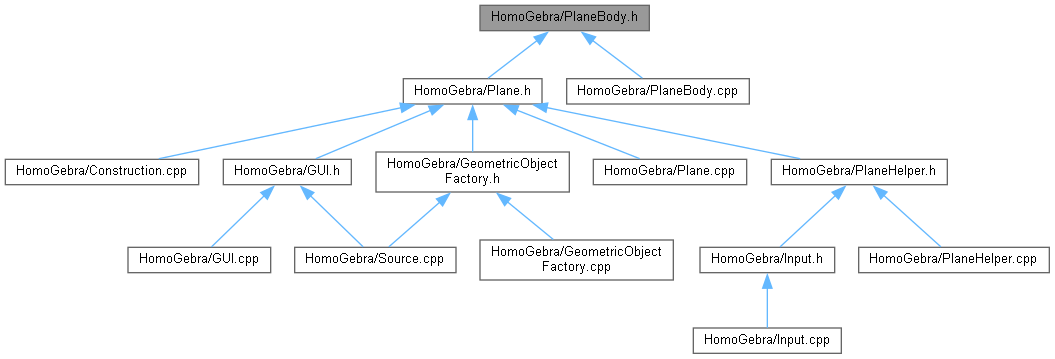 HomoGebra/PlaneBody.h
HomoGebra/Plane.h
HomoGebra/PlaneBody.cpp
HomoGebra/Construction.cpp
HomoGebra/GUI.h
HomoGebra/GeometricObject
Factory.h
HomoGebra/Plane.cpp
HomoGebra/PlaneHelper.h
HomoGebra/GUI.cpp
HomoGebra/Source.cpp
HomoGebra/GeometricObject
Factory.cpp
HomoGebra/Input.h
HomoGebra/PlaneHelper.cpp
HomoGebra/Input.cpp